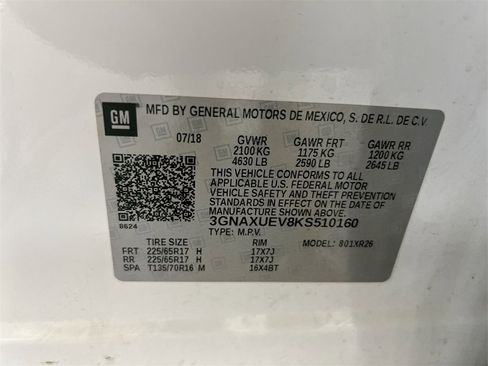 GM MFD BY GENERAL MOTORS DE MEXICO, S. DE R.L. DE C.V.
07/18 GVWR GAWR FRT GAWR RR
2100 KG 1175 KG 1200 KG
4630 LB 2590 LB 2645 LB
THIS VEHICLE CONFORMS TO ALL
APPLICABLE U.S. FEDERAL MOTOR
VEHICLE SAFETY AND THEFT PREVENTION
STANDARDS IN EFFECT ON THE DATE OF
MANUFACTURE SHOWN ABOVE.
8624 3GNAXUEV8KS510160
TYPE: M.P.V. MODEL: 801XR26
TIRE SIZE RIM
FRT 225/65R17 H 17X7J
RR 225/65R17 H 17X7J
SPA T135/70R16 M 16X4BT